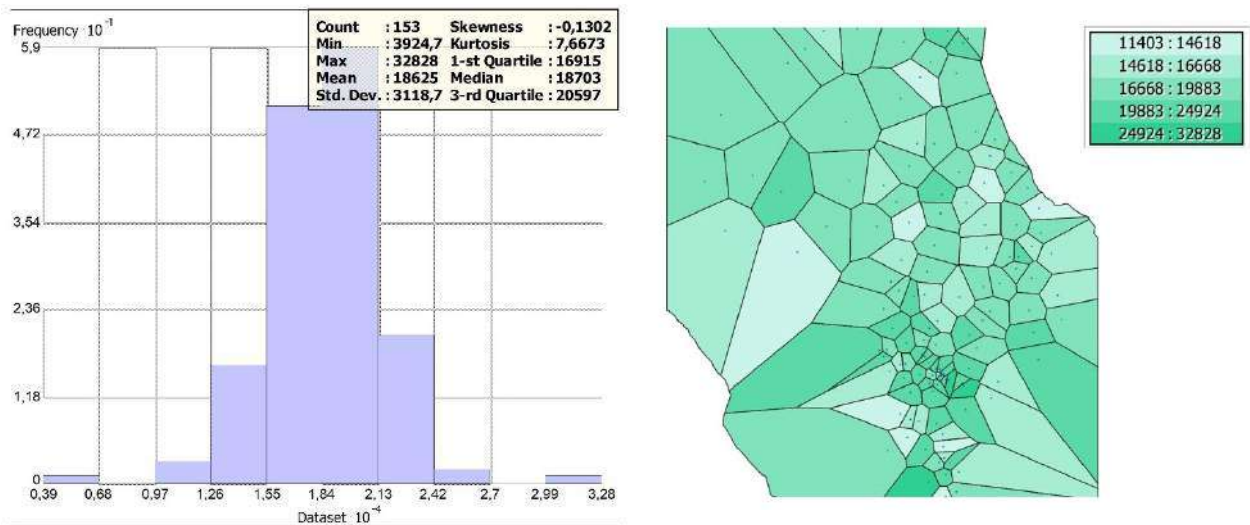 Frequency 10⁻¹
Count : 153 Skewness : -0,1302
Min : 3924,7 Kurtosis : 7,6673
Max : 32828 1-st Quartile : 16915
Mean : 18625 Median : 18703
Std. Dev. : 3118,7 3-rd Quartile : 20597
5,9
4,72
3,54
2,36
1,18
0
0,39 0,68 0,97 1,26 1,55 1,84 2,13 2,42 2,7 2,99 3,28
Dataset 10⁻⁴
11403 : 14618
14618 : 16668
16668 : 19883
19883 : 24924
24924 : 32828